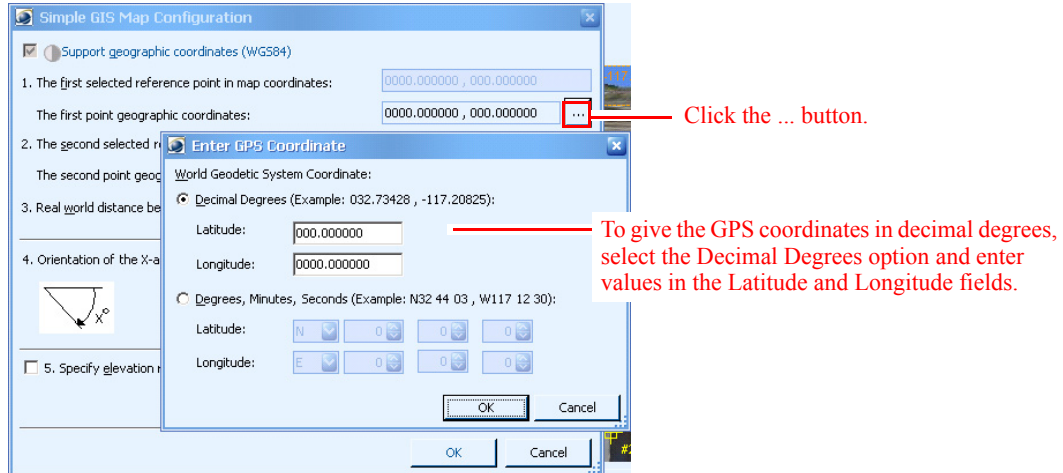 Simple GIS Map Configuration
Support geographic coordinates (WGS84)
1. The first selected reference point in map coordinates:
0000.000000 , 000.000000
-117
The first point geographic coordinates:
0000.000000 , 000.000000
...
Click the ... button.
2. The second selected r
Enter GPS Coordinate
The second point geog
World Geodetic System Coordinate:
3. Real world distance be
Decimal Degrees (Example: 032.73428 , -117.20825):
Latitude:
000.000000
To give the GPS coordinates in decimal degrees,
select the Decimal Degrees option and enter
values in the Latitude and Longitude fields.
4. Orientation of the X-a
Longitude:
0000.000000
x°
Degrees, Minutes, Seconds (Example: N32 44 03 , W117 12 30):
Latitude:
N
0
0
0
5. Specify elevation r
Longitude:
E
0
0
0
OK
Cancel
OK
Cancel
#2